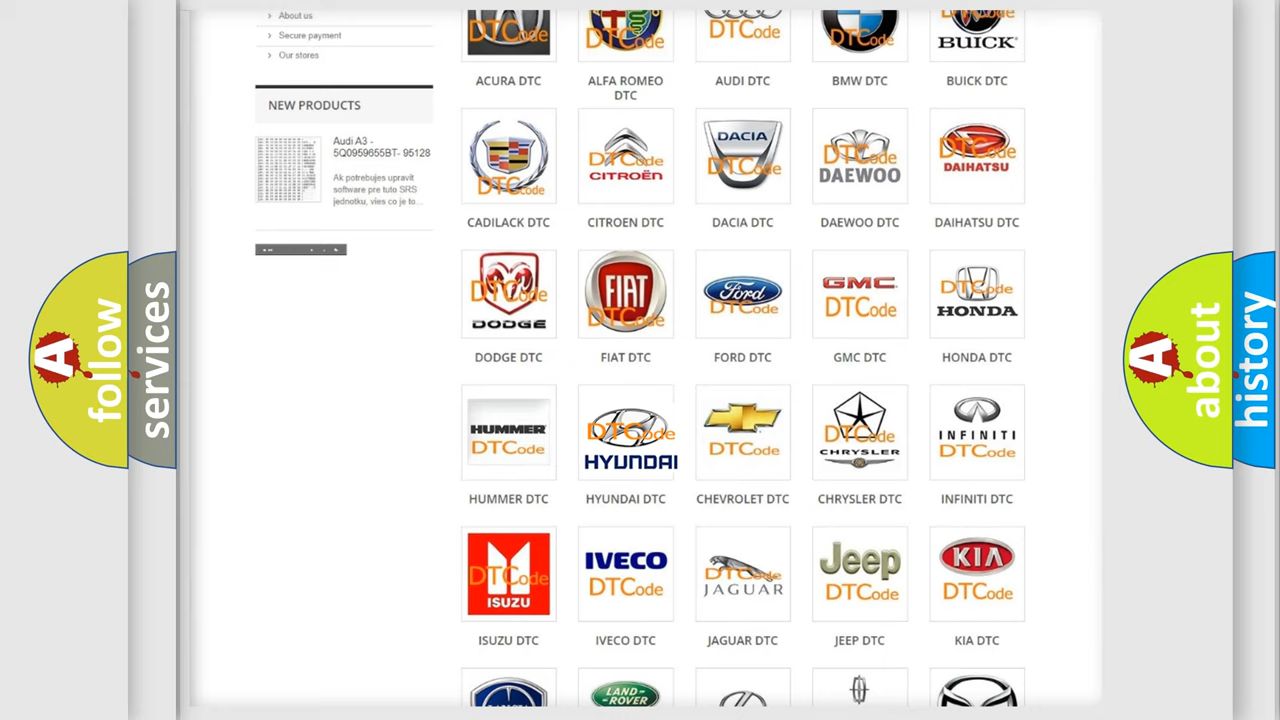 About us
Secure payment
Our stores
NEW PRODUCTS
Audi A3 -
5Q0959655BT- 95128
Ak potrebujes upravit
software pre tuto SRS
jednotku, vies co je to...
DTCode
DTCode
DTCode
DTCode
BUICK
ACURA DTC
ALFA ROMEO
DTC
AUDI DTC
BMW DTC
BUICK DTC
DTCode
DTCode
CITROËN
DACIA
DTCode
DTCode
DAEWOO
DTCode
DAIHATSU
CADILACK DTC
CITROEN DTC
DACIA DTC
DAEWOO DTC
DAIHATSU DTC
DTCode
DODGE
FIAT
DTCode
Ford
DTCode
GMC
DTCode
DTCode
HONDA
DODGE DTC
FIAT DTC
FORD DTC
GMC DTC
HONDA DTC
HUMMER
DTCode
DTCode
HYUNDAI
DTCode
DTCode
CHRYSLER
INFINITI
DTCode
HUMMER DTC
HYUNDAI DTC
CHEVROLET DTC
CHRYSLER DTC
INFINITI DTC
DTCode
ISUZU
IVECO
DTCode
DTCode
JAGUAR
Jeep
DTCode
KIA
DTCode
ISUZU DTC
IVECO DTC
JAGUAR DTC
JEEP DTC
KIA DTC
LAND-
ROVER
A
follow
services
A
about
history